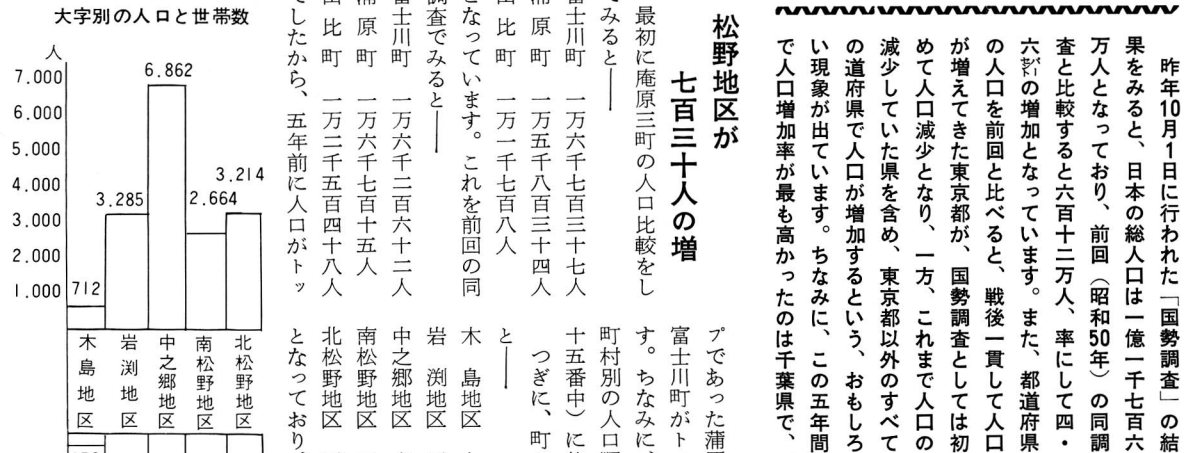 昨年10月1日に行われた「国勢調査」の結
果をみると、日本の総人口は一億一千七百六
万人となっており、前回（昭和50年）の同調
査と比較すると六百十二万人、率にして四・
六㌫の増加となっています。また、都道府県
の人口を前回と比べると、戦後一貫して人口
が増えてきた東京都が、国勢調査としては初
めて人口減少となり、一方、これまで人口の
減少していた県を含め、東京都以外のすべて
の道府県で人口が増加するという、おもしろ
い現象が出ています。ちなみに、この五年間
で人口増加率が最も高かったのは千葉県で、
松野地区が
七百三十人の増
最初に庵原三町の人口比較をし
てみると――
富士川町　一万六千七百三十七人
蒲原町　一万五千八百三十四人
由比町　一万一千七百八人
となっています。これを前回の同
調査でみると――
富士川町　一万六千二百六十二人
蒲原町　一万六千七百十五人
由比町　一万二千五百四十八人
でしたから、五年前に人口がトッ
プであった蒲
富士川町がト
す。ちなみに、
町村別の人口
十五番中）に
つぎに、町
と――
木島地区
岩渕地区
中之郷地区
南松野地区
北松野地区
となっており
大字別の人口と世帯数
人
7.000
6.000
5.000
4.000
3.000
2.000
1.000
712
3.285
6.862
2.664
3.214
木島地区
岩渕地区
中之郷地区
南松野地区
北松野地区